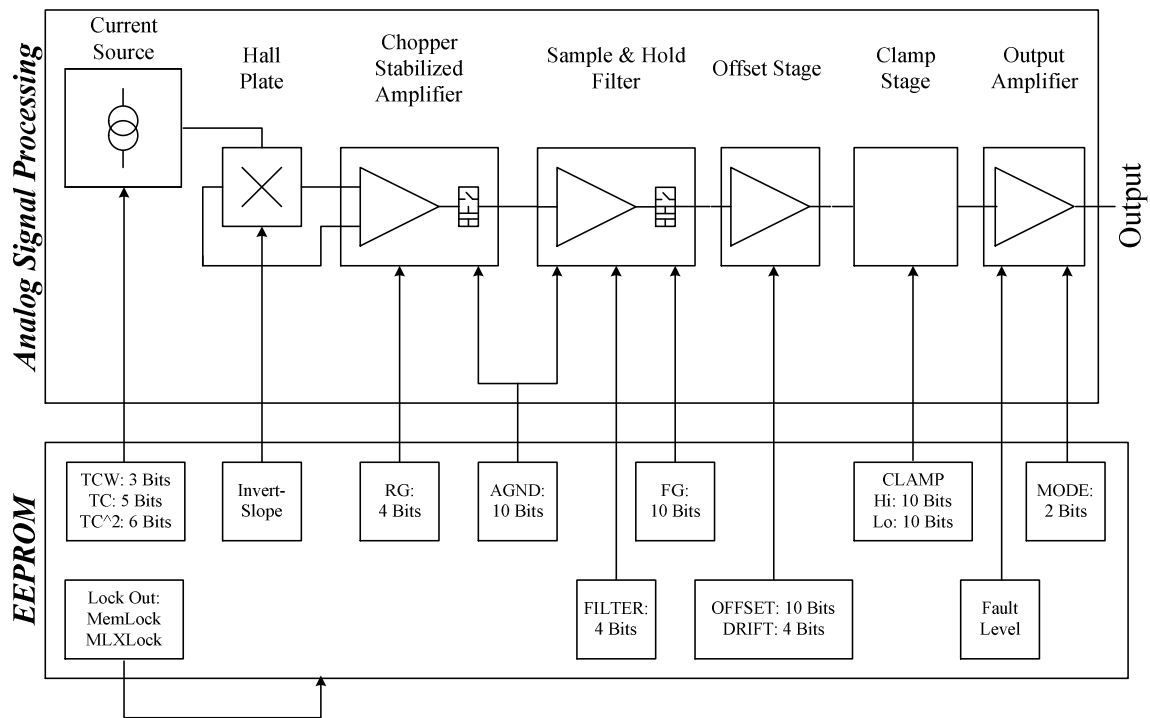 Analog Signal Processing
Current
Source
Hall
Plate
Chopper
Stabilized
Amplifier
Sample & Hold
Filter
Offset Stage
Clamp
Stage
Output
Amplifier
Output
EEPROM
TCW: 3 Bits
TC: 5 Bits
TC^2: 6 Bits
Invert-
Slope
RG:
4 Bits
AGND:
10 Bits
FG:
10 Bits
CLAMP
Hi: 10 Bits
Lo: 10 Bits
MODE:
2 Bits
Lock Out:
MemLock
MLXLock
FILTER:
4 Bits
OFFSET: 10 Bits
DRIFT: 4 Bits
Fault
Level